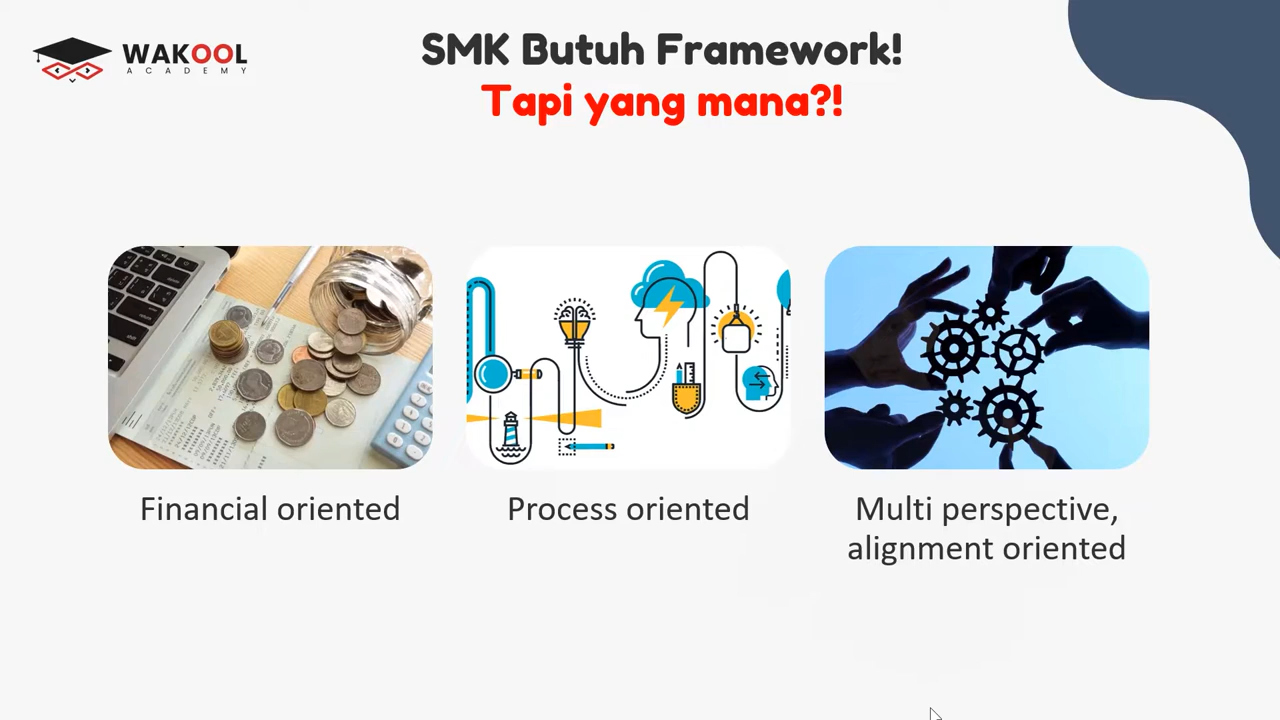 WAKOOL
ACADEMY
SMK Butuh Framework!
Tapi yang mana?!
Financial oriented
Process oriented
Multi perspective,
alignment oriented